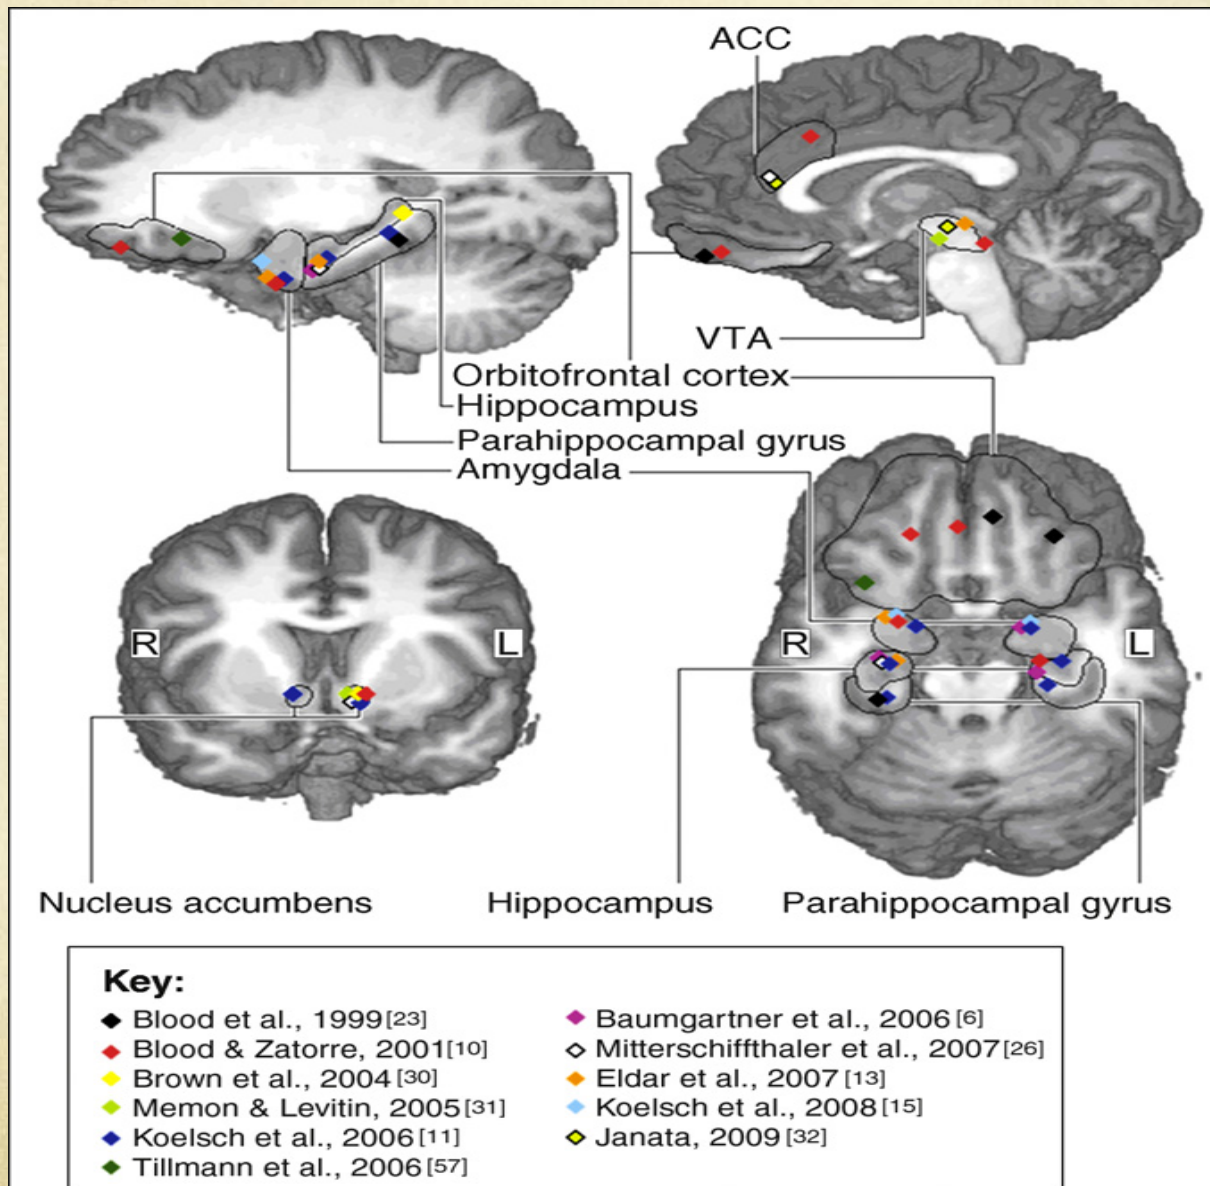 ACC
VTA
Orbitofrontal cortex
Hippocampus
Parahippocampal gyrus
Amygdala
R
L
R
L
Nucleus accumbens
Hippocampus
Parahippocampal gyrus
Key:
Blood et al., 1999[23]
Blood & Zatorre, 2001[10]
Brown et al., 2004[30]
Memon & Levitin, 2005[31]
Koelsch et al., 2006[11]
Tillmann et al., 2006[57]
Baumgartner et al., 2006[6]
Mitterschiffthaler et al., 2007[26]
Eldar et al., 2007[13]
Koelsch et al., 2008[15]
Janata, 2009[32]